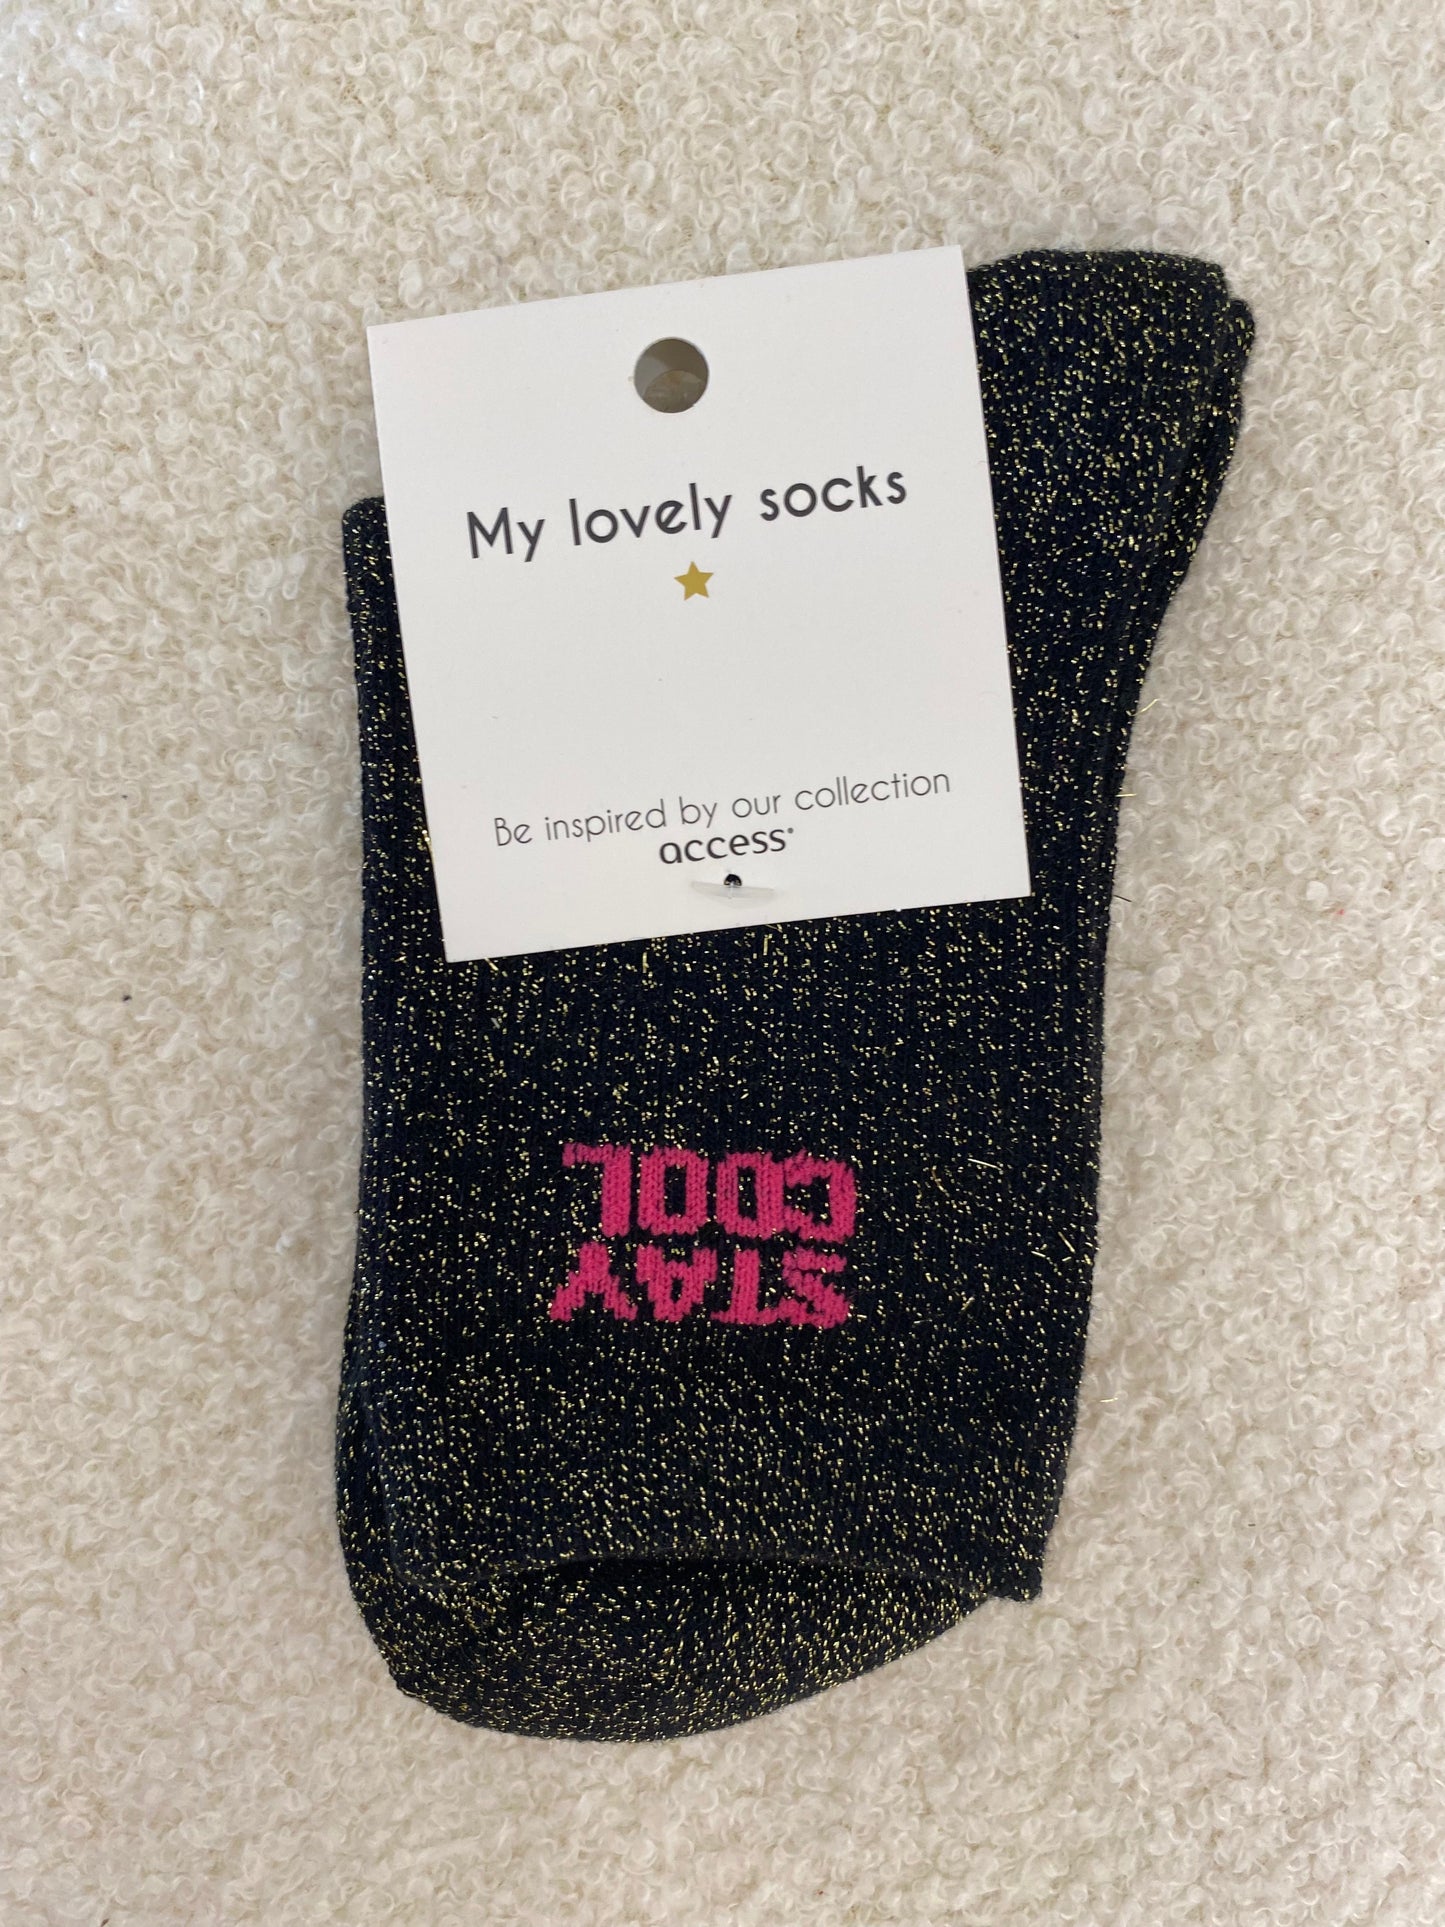 My lovely socks
Be inspired by our collection
access®
STAY
COOL